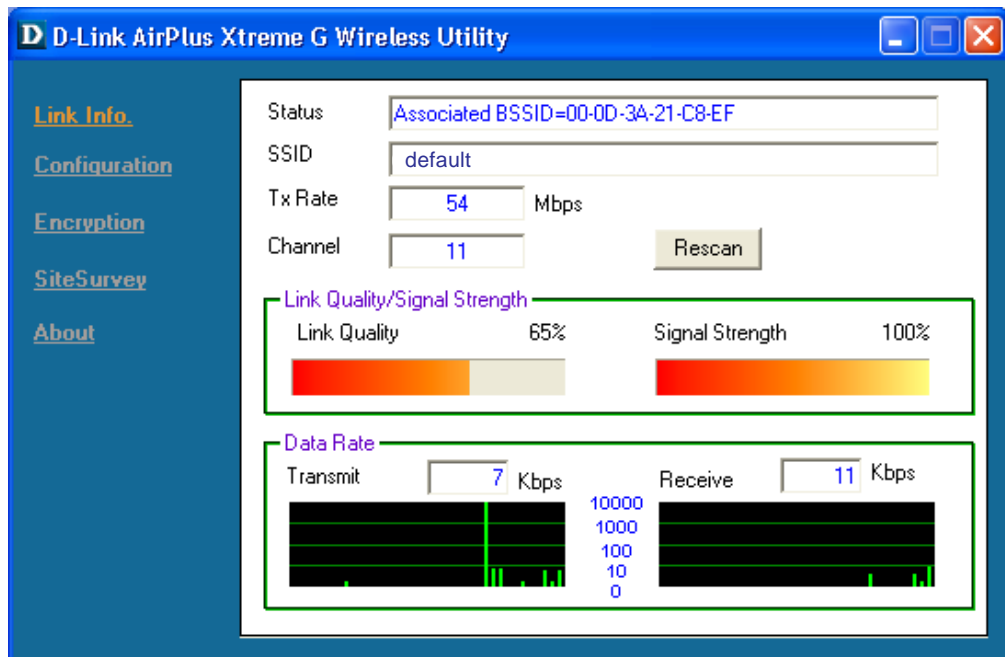 D D-Link AirPlus Xtreme G Wireless Utility
Link Info.
Configuration
Encryption
SiteSurvey
About
Status Associated BSSID=00-0D-3A-21-C8-EF
SSID default
Tx Rate 54 Mbps
Channel 11 Rescan
Link Quality/Signal Strength
Link Quality 65% Signal Strength 100%
Data Rate
Transmit 7 Kbps Receive 11 Kbps
10000
1000
100
10
0